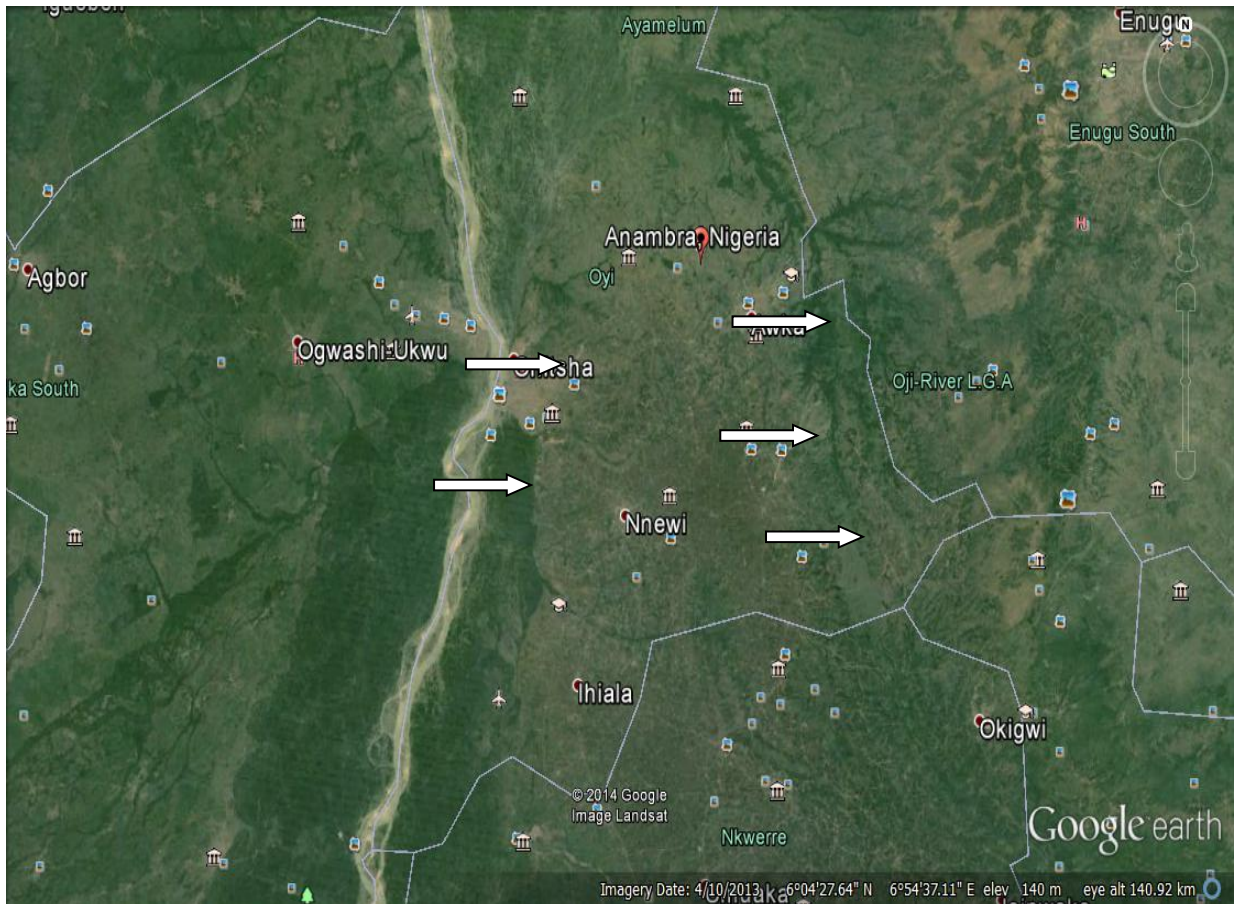 Ayamelum
Enugu
N
Enugu South
Anambra, Nigeria
Oyi
Agbor
Awka
Ogwashi-Ukwu
Onitsha
ka South
Oji-River L.G.A
H
Nnewi
Ihiala
Okigwi
© 2014 Google
Image Landsat
Nkwerre
Google earth
Imagery Date: 4/10/2013 6°04'27.64" N 6°54'37.11" E elev 140 m eye alt 140.92 km